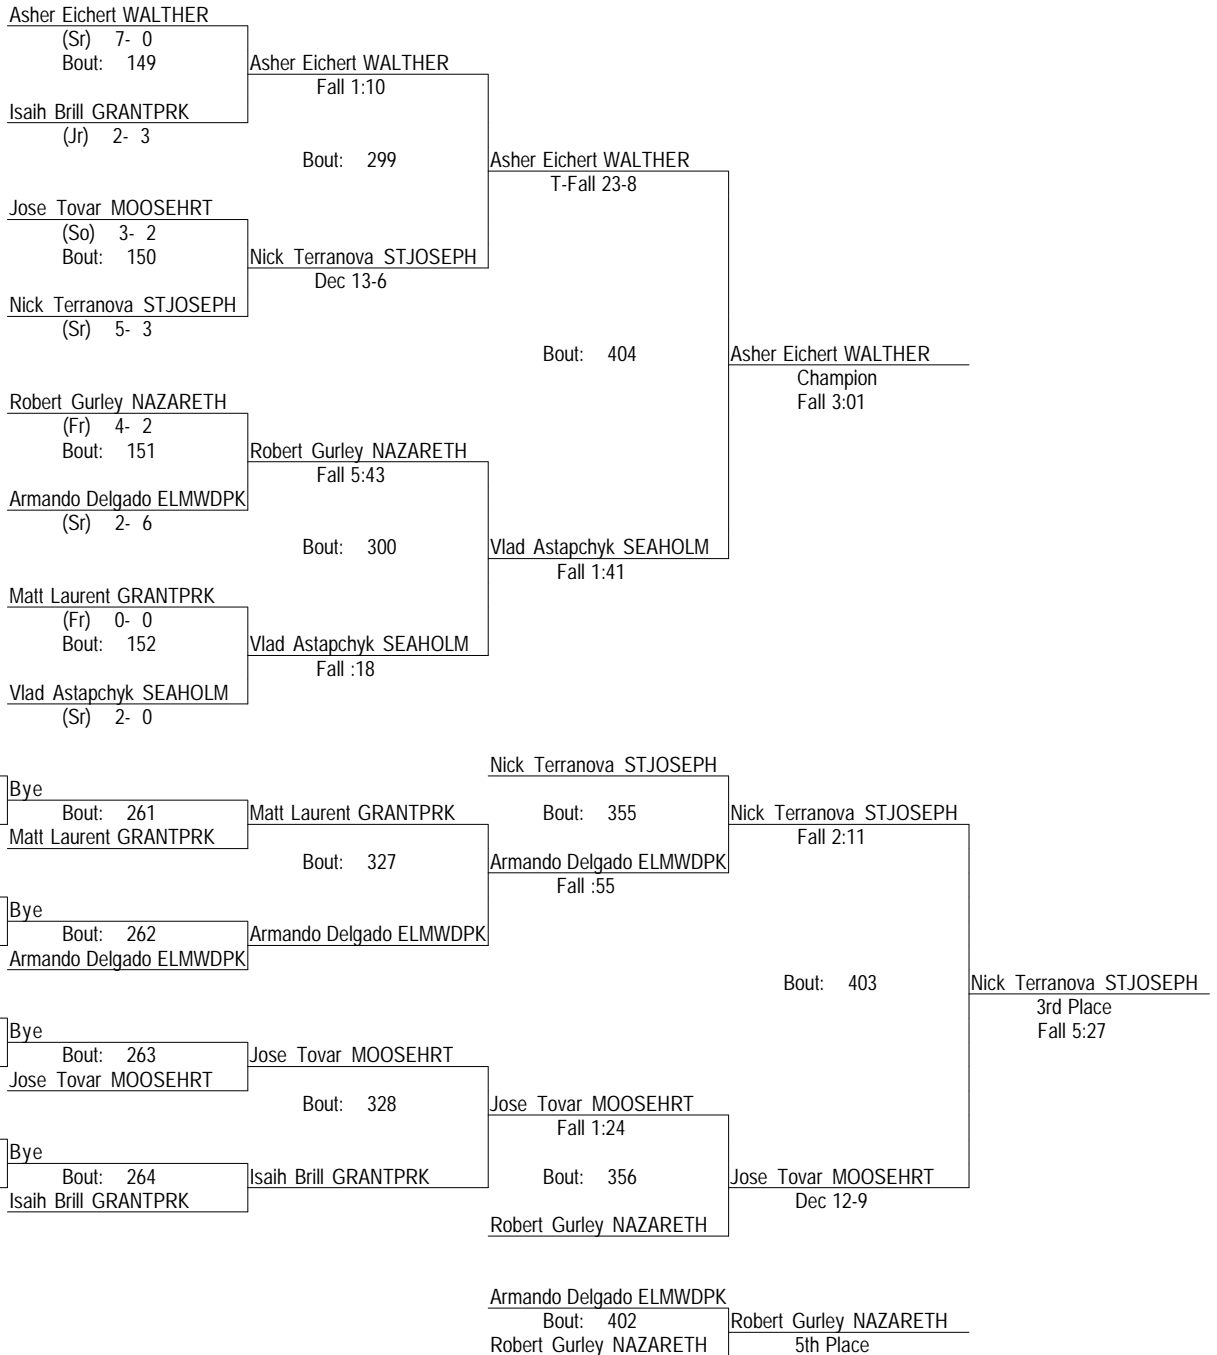 Asher Eichert WALTHER
(Sr) 7- 0
Bout: 149
Asher Eichert WALTHER
Fall 1:10
Isaih Brill GRANTPRK
(Jr) 2- 3
Bout: 299
Asher Eichert WALTHER
T-Fall 23-8
Jose Tovar MOOSEHRT
(So) 3- 2
Bout: 150
Nick Terranova STJOSEPH
Dec 13-6
Nick Terranova STJOSEPH
(Sr) 5- 3
Bout: 404
Asher Eichert WALTHER
Champion
Fall 3:01
Robert Gurley NAZARETH
(Fr) 4- 2
Bout: 151
Robert Gurley NAZARETH
Fall 5:43
Armando Delgado ELMWDPK
(Sr) 2- 6
Bout: 300
Vlad Astapchyk SEAHOLM
Fall 1:41
Matt Laurent GRANTPRK
(Fr) 0- 0
Bout: 152
Vlad Astapchyk SEAHOLM
Fall :18
Vlad Astapchyk SEAHOLM
(Sr) 2- 0
Nick Terranova STJOSEPH
Bye
Bout: 261
Matt Laurent GRANTPRK
Matt Laurent GRANTPRK
Bout: 355
Nick Terranova STJOSEPH
Fall 2:11
Bout: 327
Armando Delgado ELMWDPK
Fall :55
Bye
Bout: 262
Armando Delgado ELMWDPK
Armando Delgado ELMWDPK
Bout: 403
Nick Terranova STJOSEPH
3rd Place
Fall 5:27
Bye
Bout: 263
Jose Tovar MOOSEHRT
Jose Tovar MOOSEHRT
Bout: 328
Jose Tovar MOOSEHRT
Fall 1:24
Bye
Bout: 264
Isaih Brill GRANTPRK
Isaih Brill GRANTPRK
Bout: 356
Jose Tovar MOOSEHRT
Dec 12-9
Robert Gurley NAZARETH
Armando Delgado ELMWDPK
Bout: 402
Robert Gurley NAZARETH
Robert Gurley NAZARETH
5th Place